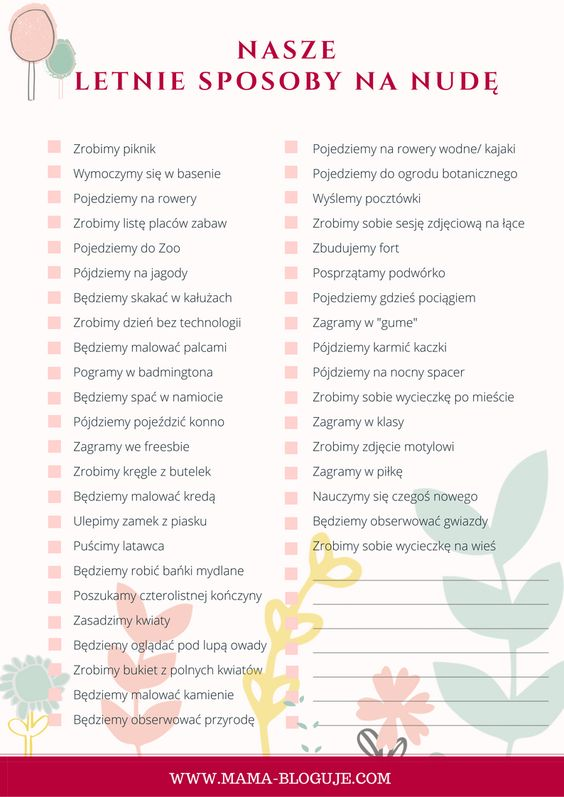 NASZE
LETNIE SPOSOBY NA NUDĘ
Zrobimy piknik
Wymoczymy się w basenie
Pojedziemy na rowery
Zrobimy listę placów zabaw
Pojedziemy do Zoo
Pójdziemy na jagody
Będziemy skakać w kałużach
Zrobimy dzień bez technologii
Będziemy malować palcami
Pogramy w badmingtona
Będziemy spać w namiocie
Pójdziemy pojeździć konno
Zagramy we freesbie
Zrobimy kręgle z butelek
Będziemy malować kredą
Ulepimy zamek z piasku
Puścimy latawca
Będziemy robić bańki mydlane
Poszukamy czterolistnej kończyny
Zasadzimy kwiaty
Będziemy oglądać pod lupą owady
Zrobimy bukiet z polnych kwiatów
Będziemy malować kamienie
Będziemy obserwować przyrodę
Pojedziemy na rowery wodne/ kajaki
Pojedziemy do ogrodu botanicznego
Wyślemy pocztówki
Zrobimy sobie sesję zdjęciową na łące
Zbudujemy fort
Posprzątamy podwórko
Pojedziemy gdzieś pociągiem
Zagramy w "gume"
Pójdziemy karmić kaczki
Pójdziemy na nocny spacer
Zrobimy sobie wycieczkę po mieście
Zagramy w klasy
Zrobimy zdjęcie motylowi
Zagramy w piłkę
Nauczymy się czegoś nowego
Będziemy obserwować gwiazdy
Zrobimy sobie wycieczkę na wieś
WWW.MAMA-BLOGUJE.COM